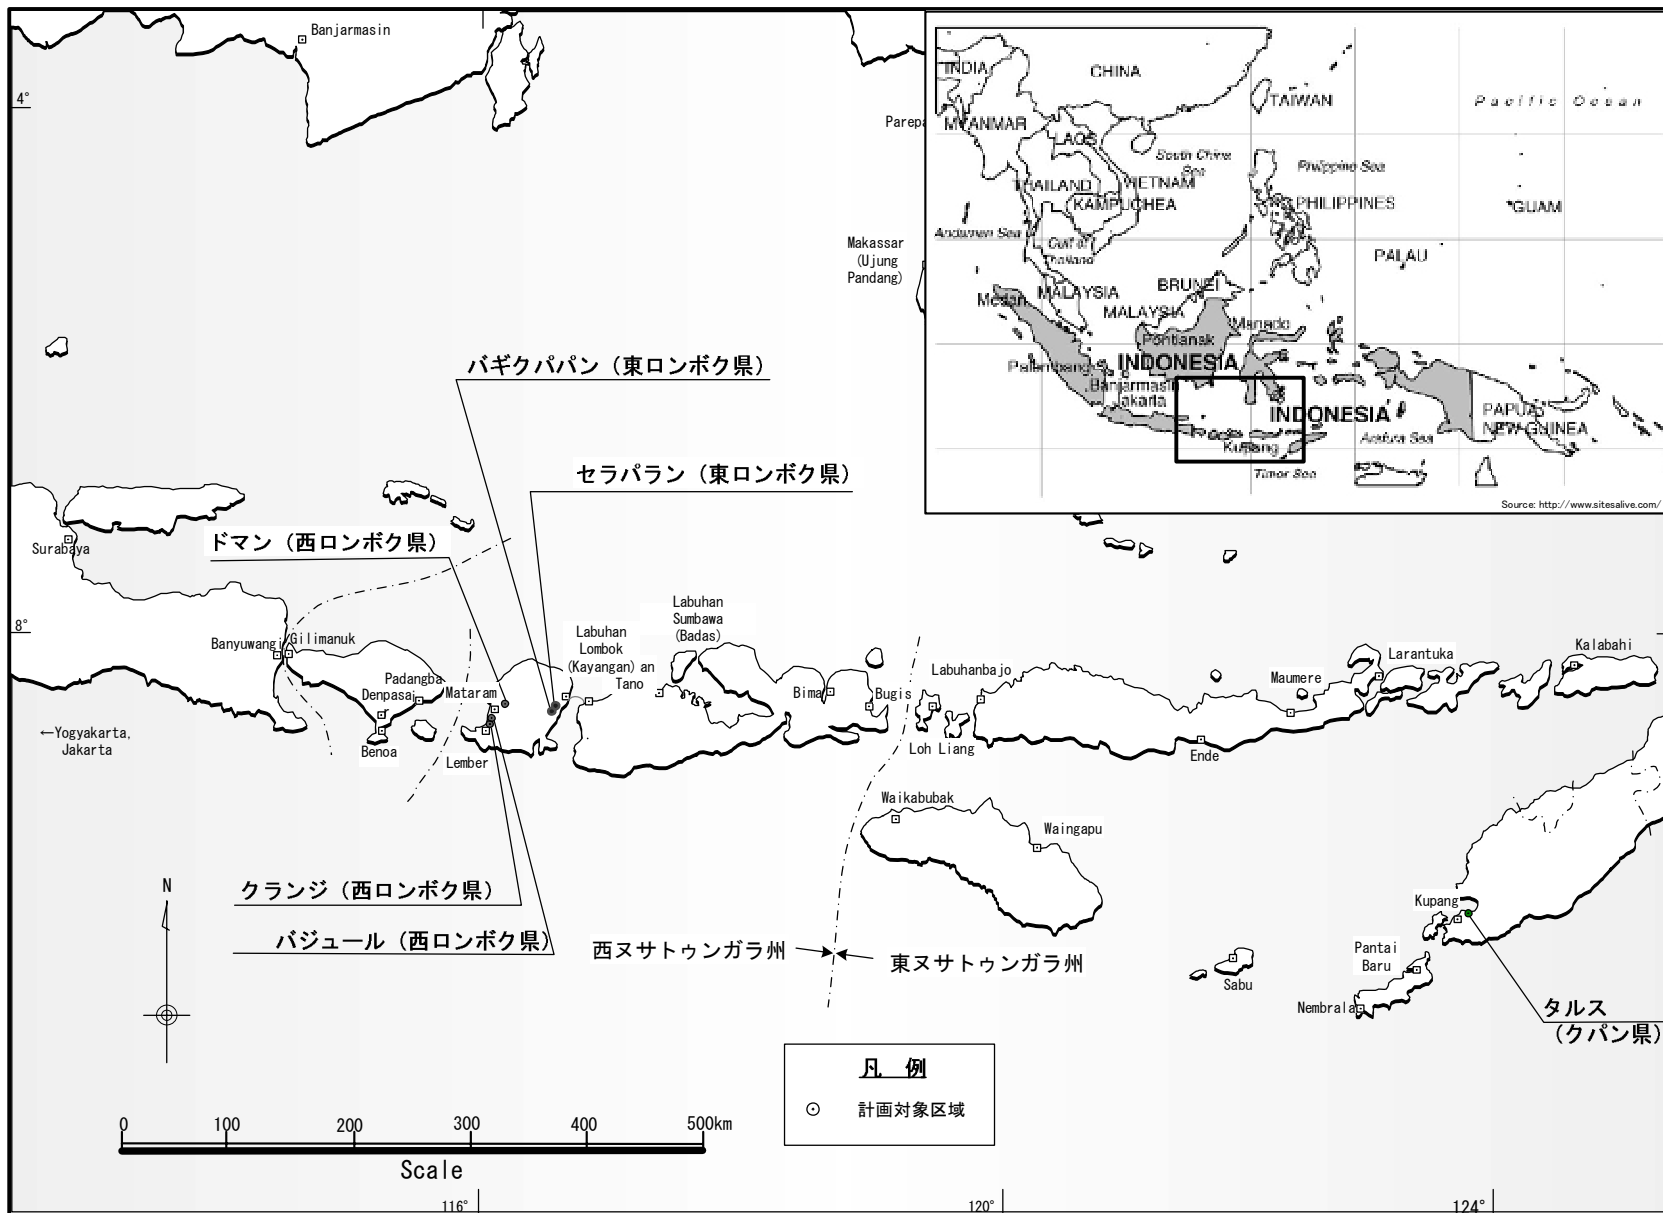 Banjarmasin
4°
Parepa
Makassar
(Ujung
Pandang)
INDIA
CHINA
TAIWAN
Pacific Ocean
MYANMAR
LAOS
South China
Sea
Philippine Sea
THAILAND
VIETNAM
KAMPUCHEA
PHILIPPINES
GUAM
Andaman Sea
Gulf of
Thailand
PALAU
BRUNEI
MALAYSIA
Medan
MALAYSIA
Manado
Pontianak
Palembang
INDONESIA
Banjarmasin
Jakarta
INDONESIA
PAPUA
NEW GUINEA
Arafura Sea
Kupang
Timor Sea
Source: http://www.sitesalive.com/
バギクパパン（東ロンボク県）
セラパラン（東ロンボク県）
ドマン（西ロンボク県）
Surabaya
8°
Banyuwangi
Gilimanuk
Padangba
Denpasar
Benoa
←Yogyakarta,
Jakarta
Mataram
Lember
Labuhan
Lombok
(Kayangan) an
Tano
Labuhan
Sumbawa
(Badas)
Bima
Bugis
Labuhanbajo
Loh Liang
Maumere
Larantuka
Kalabahi
Ende
Waikabubak
Waingapu
Kupang
Pantai
Baru
Sabu
Nembrala
N
クランジ（西ロンボク県）
バジュール（西ロンボク県）
西ヌサトゥンガラ州
東ヌサトゥンガラ州
タルス
（クパン県）
凡 例
計画対象区域
0 100 200 300 400 500km
Scale
116° 120° 124°